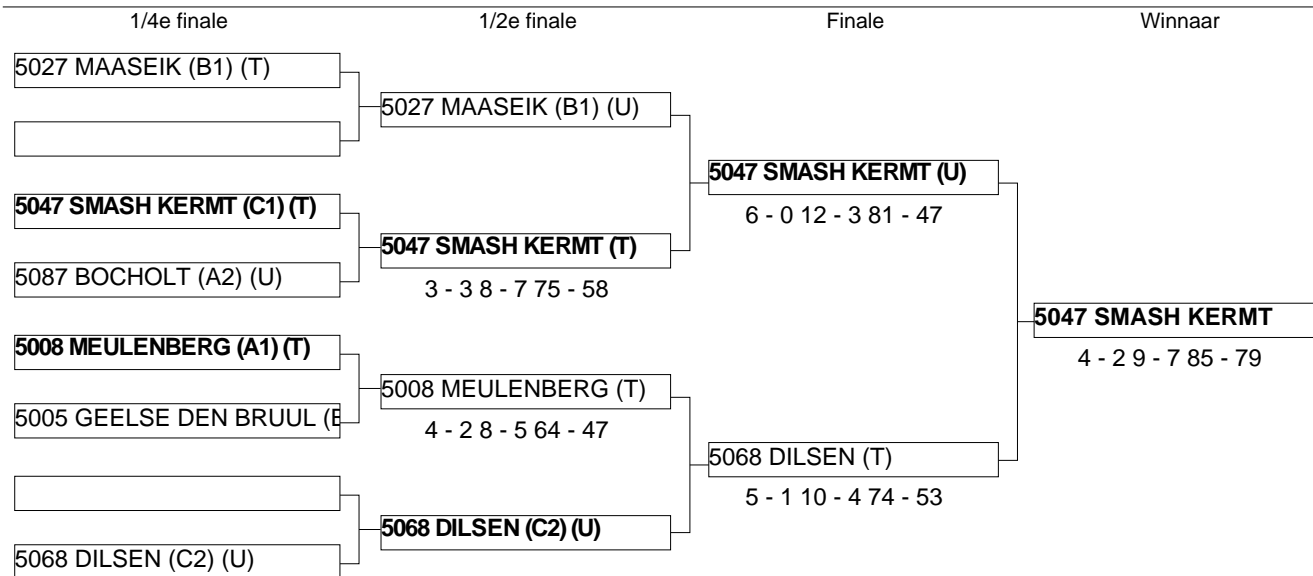 1/4e finale 1/2e finale Finale Winnaar
5027 MAASEIK (B1) (T)
5027 MAASEIK (B1) (U)
5047 SMASH KERMT (U)
5047 SMASH KERMT (C1) (T)
6 - 0 12 - 3 81 - 47
5047 SMASH KERMT (T)
5087 BOCHOLT (A2) (U)
3 - 3 8 - 7 75 - 58
5047 SMASH KERMT
5008 MEULENBERG (A1) (T)
4 - 2 9 - 7 85 - 79
5008 MEULENBERG (T)
5005 GEELSE DEN BRUUL (
4 - 2 8 - 5 64 - 47
5068 DILSEN (T)
5 - 1 10 - 4 74 - 53
5068 DILSEN (C2) (U)
5068 DILSEN (C2) (U)